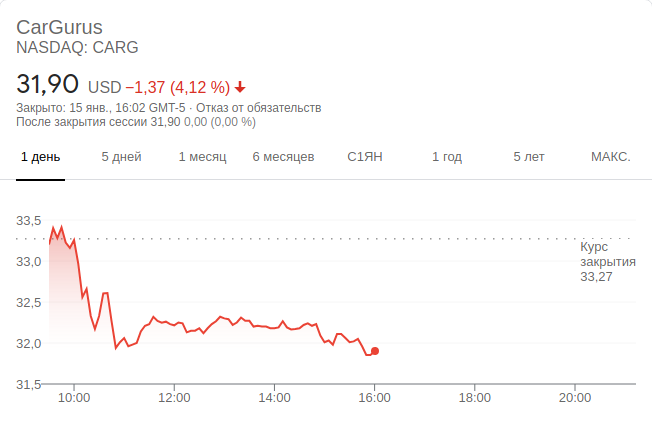 CarGurus
NASDAQ: CARG
31,90 USD −1,37 (4,12 %)
Закрыто: 15 янв., 16:02 GMT-5 · Отказ от обязательств
После закрытия сессии 31,90 0,00 (0,00 %)
1 день 5 дней 1 месяц 6 месяцев С1ЯН 1 год 5 лет МАКС.
33,5
Курс
закрытия
33,27
33,0
32,5
32,0
31,5
10:00 12:00 14:00 16:00 18:00 20:00